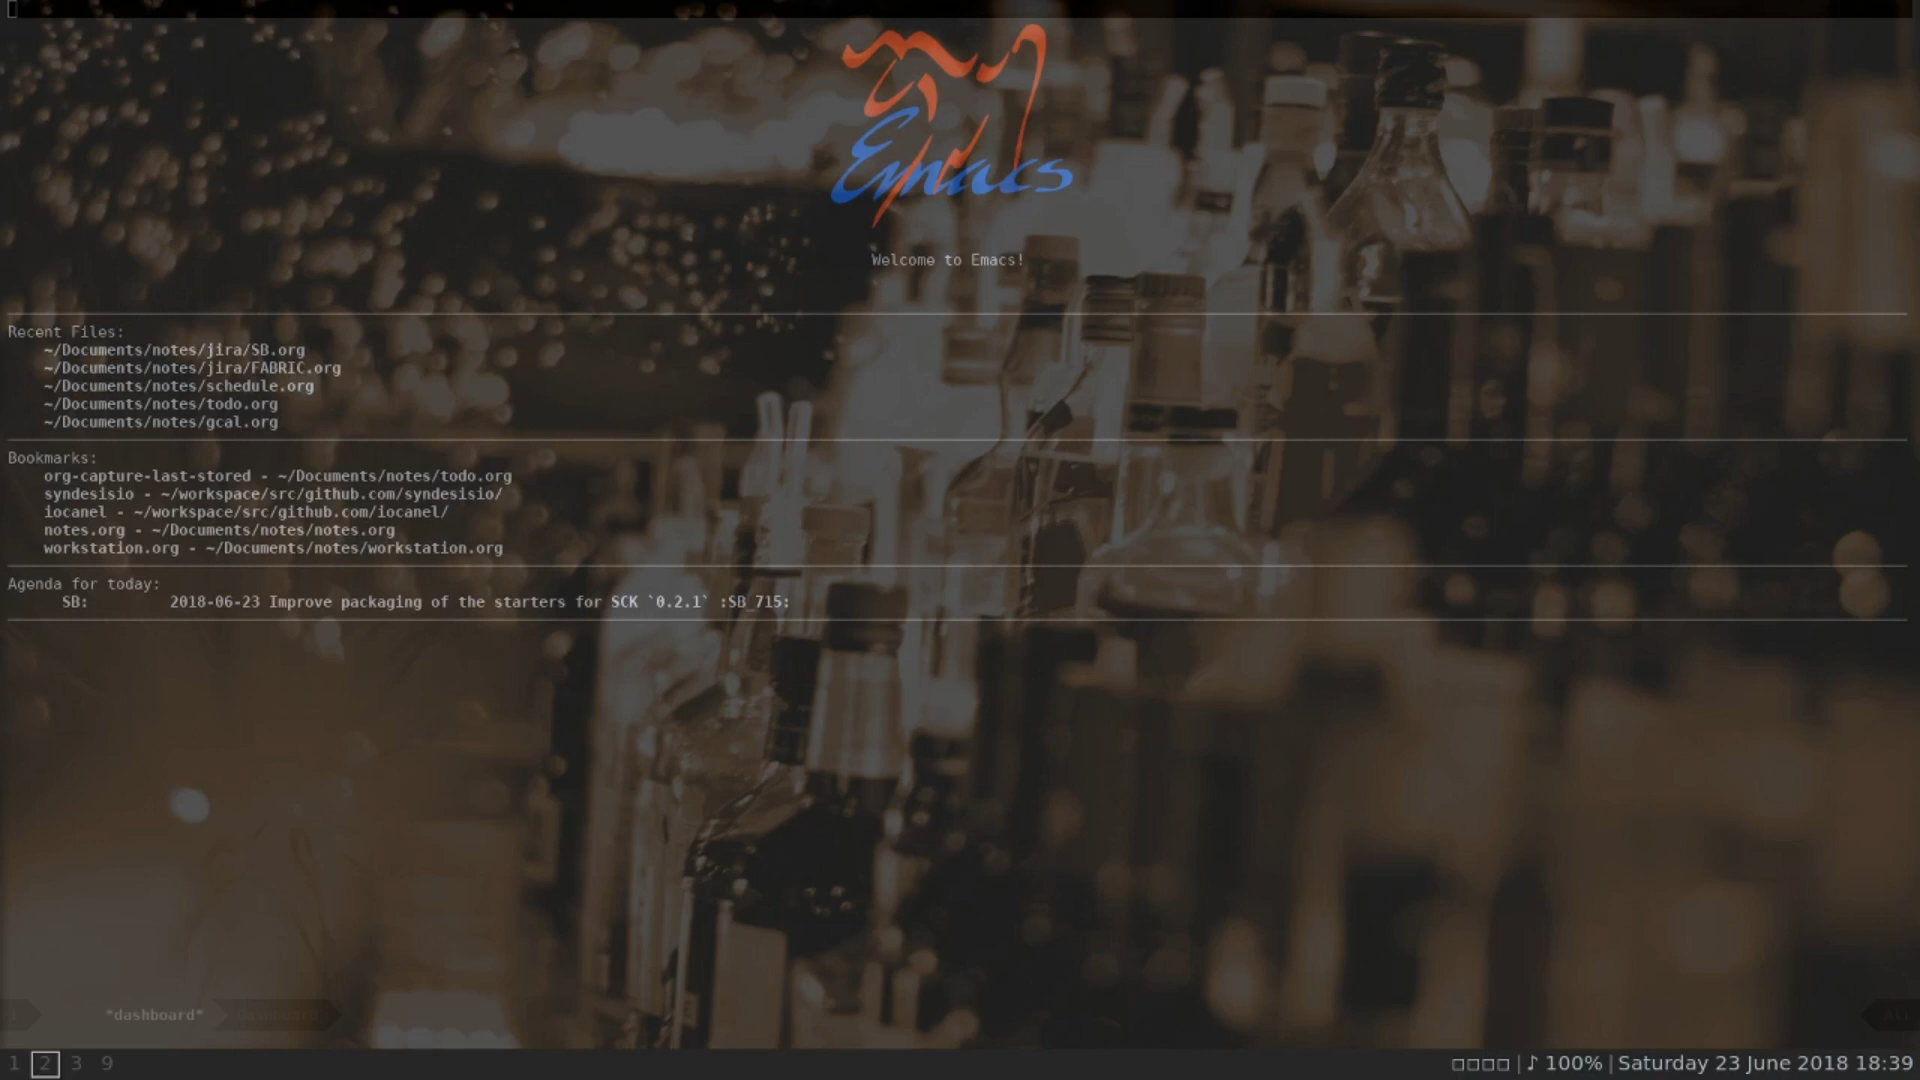 Emacs
Welcome to Emacs!
Recent Files:
~/Documents/notes/jira/SB.org
~/Documents/notes/jira/FABRIC.org
~/Documents/notes/schedule.org
~/Documents/notes/todo.org
~/Documents/notes/gcal.org
Bookmarks:
org-capture-last-stored - ~/Documents/notes/todo.org
syndesisio - ~/workspace/src/github.com/syndesisio/
iocanel - ~/workspace/src/github.com/iocanel/
notes.org - ~/Documents/notes/notes.org
workstation.org - ~/Documents/notes/workstation.org
Agenda for today:
SB: 2018-06-23 Improve packaging of the starters for SCK `0.2.1` :SB_715:
*dashboard*
1 2 3 9 □□□□ | ♪ 100% | Saturday 23 June 2018 18:39